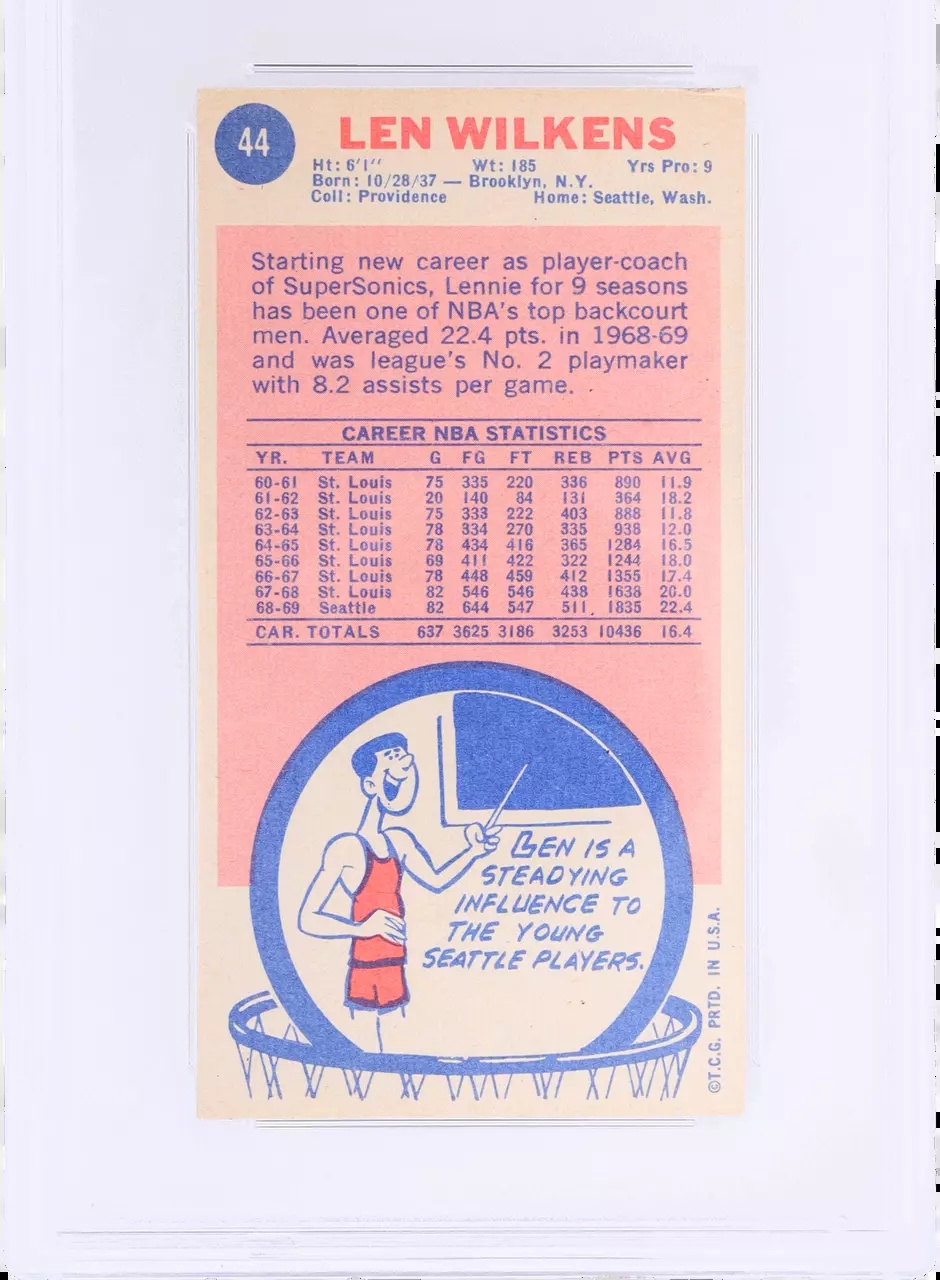 44
LEN WILKENS
Ht: 6'1" Wt: 185 Yrs Pro: 9
Born: 10/28/37 — Brooklyn, N.Y.
Coll: Providence Home: Seattle, Wash.
Starting new career as player-coach
of SuperSonics, Lennie for 9 seasons
has been one of NBA's top backcourt
men. Averaged 22.4 pts. in 1968-69
and was league's No. 2 playmaker
with 8.2 assists per game.
CAREER NBA STATISTICS
YR. TEAM G FG FT REB PTS AVG
60-61 St. Louis 75 335 220 336 890 11.9
61-62 St. Louis 20 140 84 131 364 18.2
62-63 St. Louis 75 333 222 403 888 11.8
63-64 St. Louis 78 334 270 335 938 12.0
64-65 St. Louis 78 434 416 365 1284 16.5
65-66 St. Louis 69 411 422 322 1244 18.0
66-67 St. Louis 78 448 459 412 1355 17.4
67-68 St. Louis 82 546 546 438 1638 20.0
68-69 Seattle 82 644 547 511 1835 22.4
CAR. TOTALS 637 3625 3186 3253 10436 16.4
BEN IS A
STEADYING
INFLUENCE TO
THE YOUNG
SEATTLE PLAYERS.
©T.C.G. PRTD. IN U.S.A.